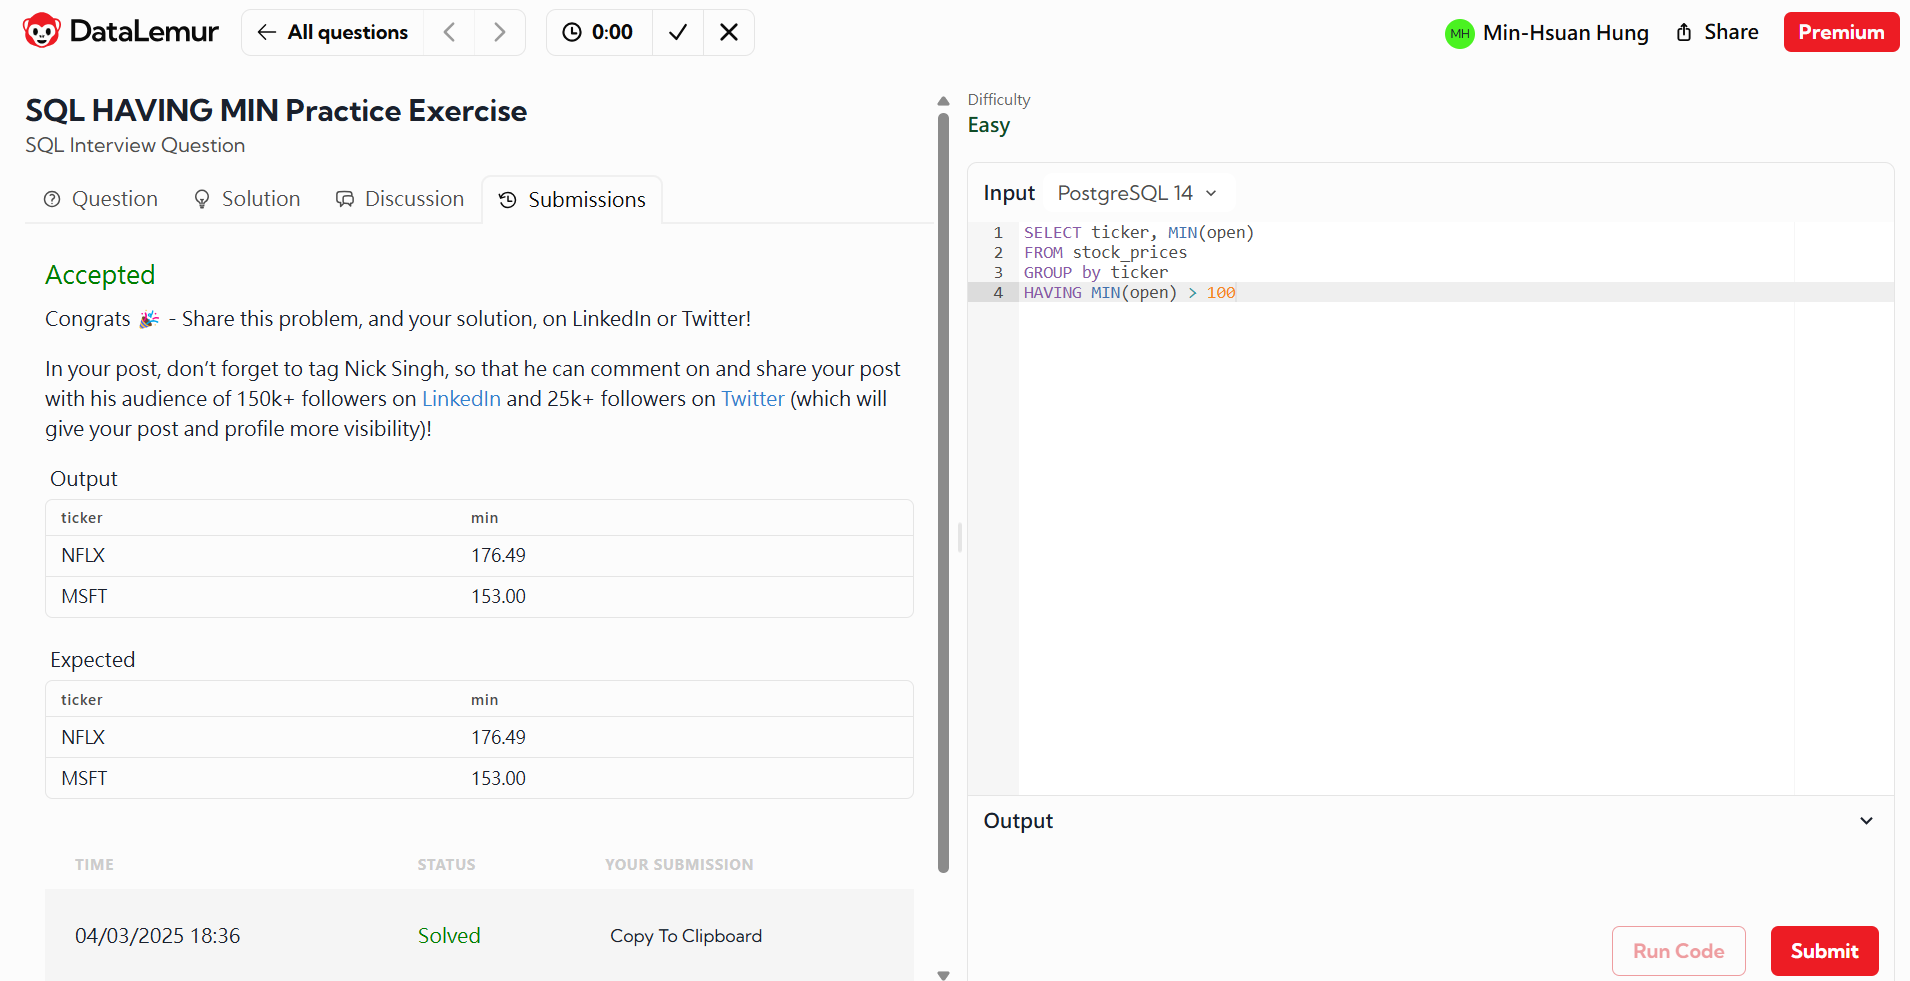 DataLemur
All questions
0:00
MH
Min-Hsuan Hung
Share
Premium
SQL HAVING MIN Practice Exercise
SQL Interview Question
Question
Solution
Discussion
Submissions
Accepted
Congrats 🎉 - Share this problem, and your solution, on LinkedIn or Twitter!
In your post, don’t forget to tag Nick Singh, so that he can comment on and share your post
with his audience of 150k+ followers on LinkedIn and 25k+ followers on Twitter (which will
give your post and profile more visibility)!
Output
ticker min
NFLX 176.49
MSFT 153.00
Expected
ticker min
NFLX 176.49
MSFT 153.00
TIME STATUS YOUR SUBMISSION
04/03/2025 18:36 Solved Copy To Clipboard
Difficulty
Easy
Input PostgreSQL 14
1 SELECT ticker, MIN(open)
2 FROM stock_prices
3 GROUP by ticker
4 HAVING MIN(open) > 100
Output
Run Code
Submit